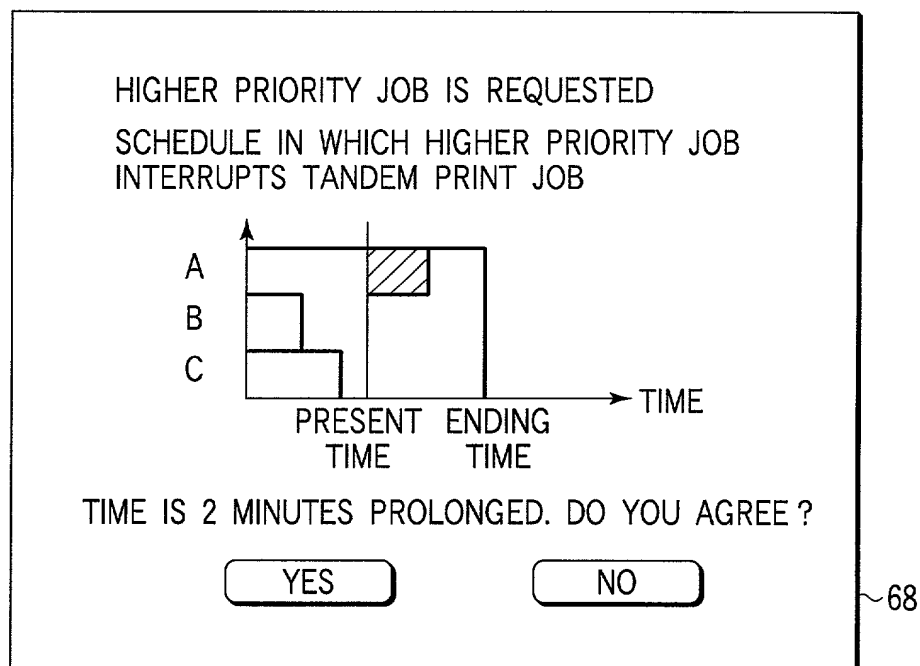 HIGHER PRIORITY JOB IS REQUESTED
SCHEDULE IN WHICH HIGHER PRIORITY JOB
INTERRUPTS TANDEM PRINT JOB
A
B
C
TIME
PRESENT TIME
ENDING TIME
TIME IS 2 MINUTES PROLONGED. DO YOU AGREE ?
YES
NO
68